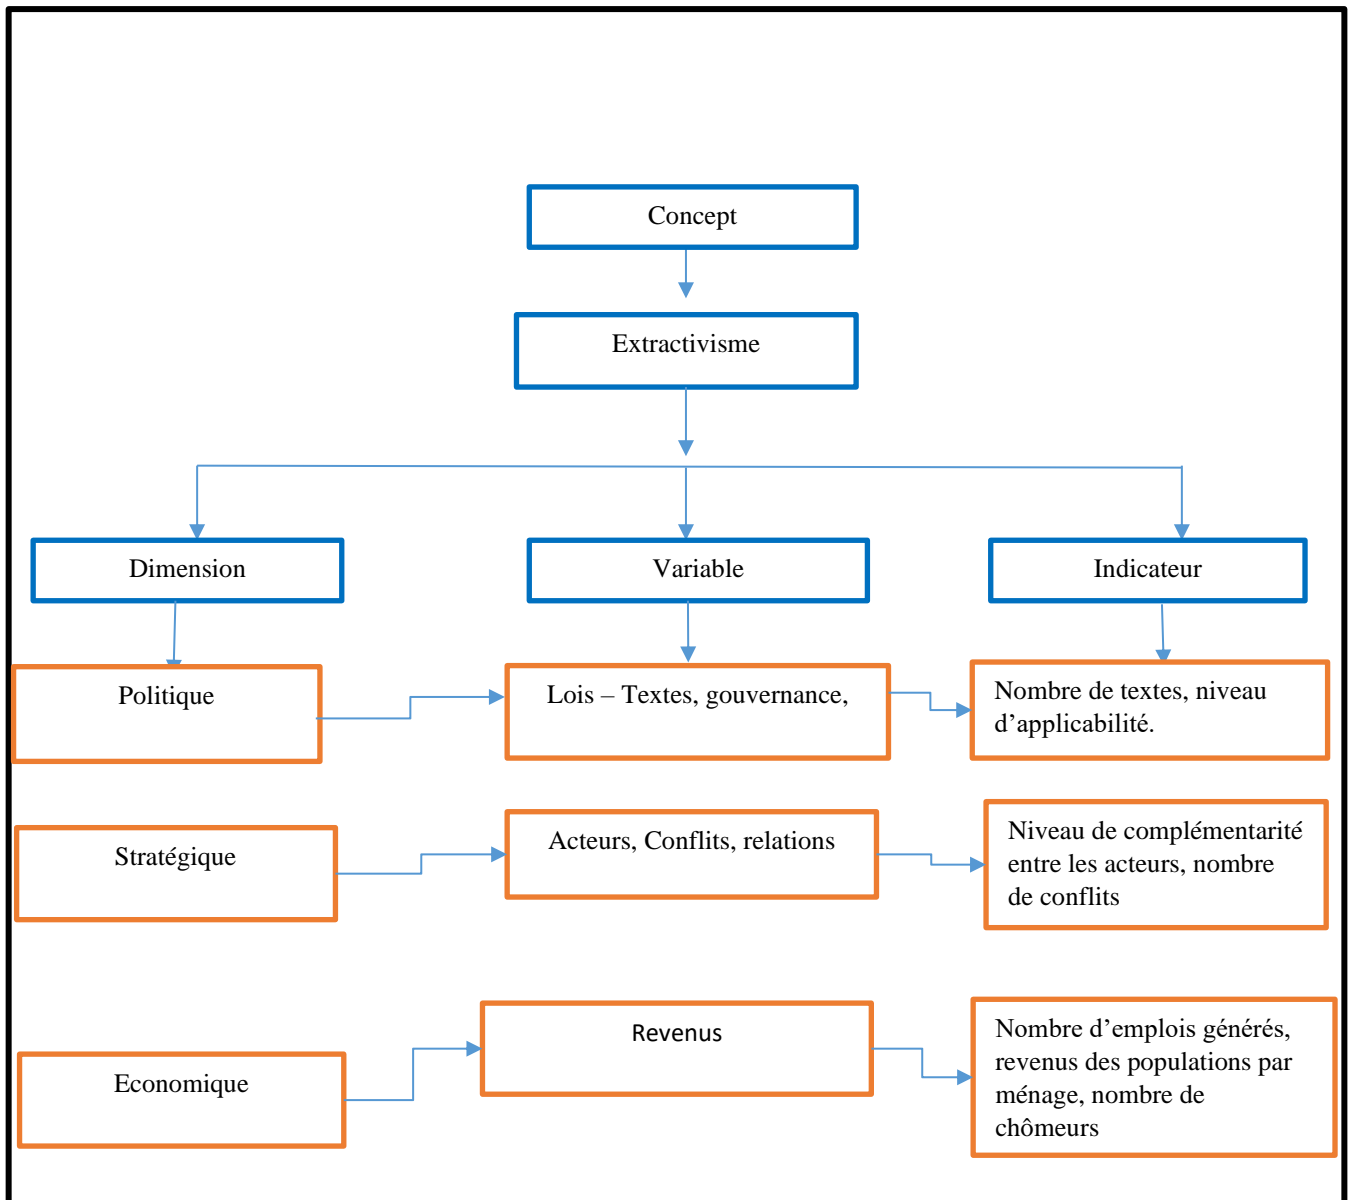 Concept
Extractivisme
Dimension
Variable
Indicateur
Politique
Lois – Textes, gouvernance,
Nombre de textes, niveau
d’applicabilité.
Stratégique
Acteurs, Conflits, relations
Niveau de complémentarité
entre les acteurs, nombre
de conflits
Economique
Revenus
Nombre d’emplois générés,
revenus des populations par
ménage, nombre de
chômeurs